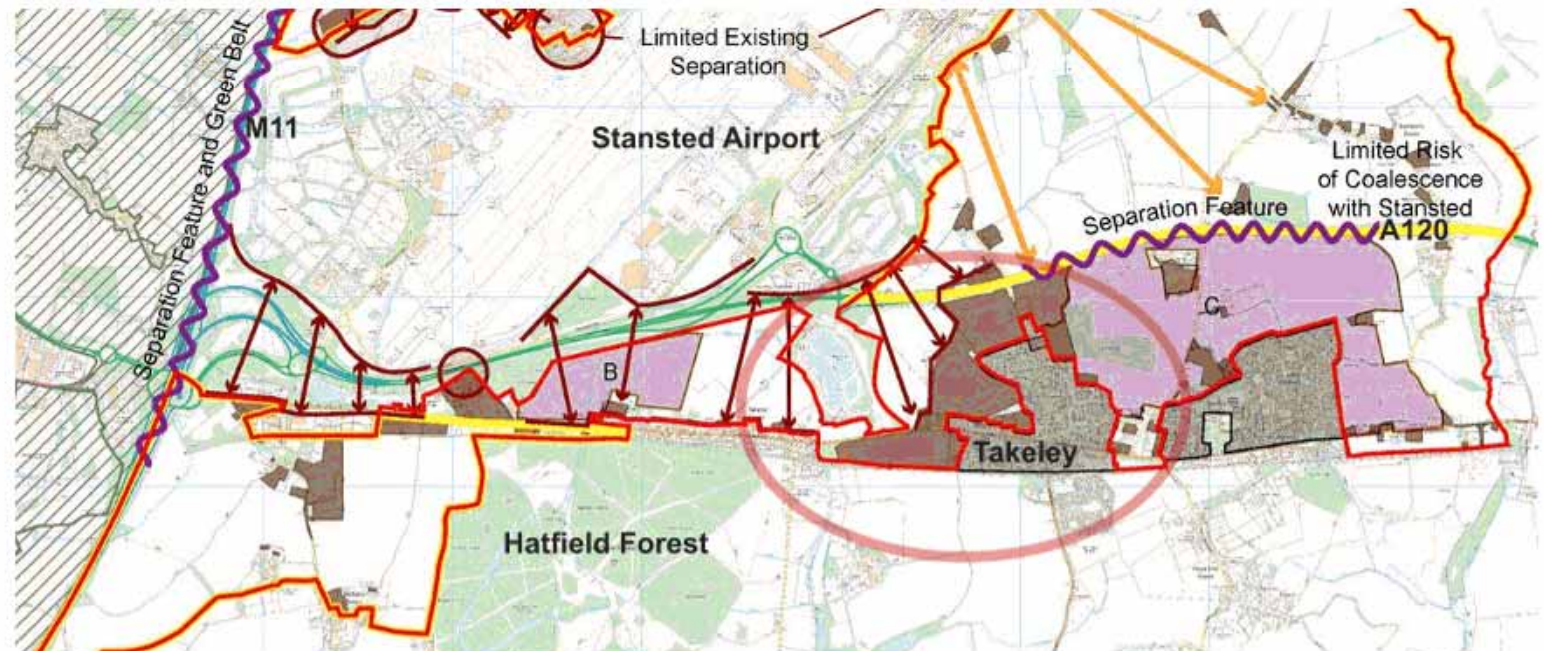 Limited Existing
Separation
Separation Feature and Green Belt
M11
Stansted Airport
Limited Risk
of Coalescence
with Stansted
Separation Feature
A120
C
B
Takeley
Hatfield Forest